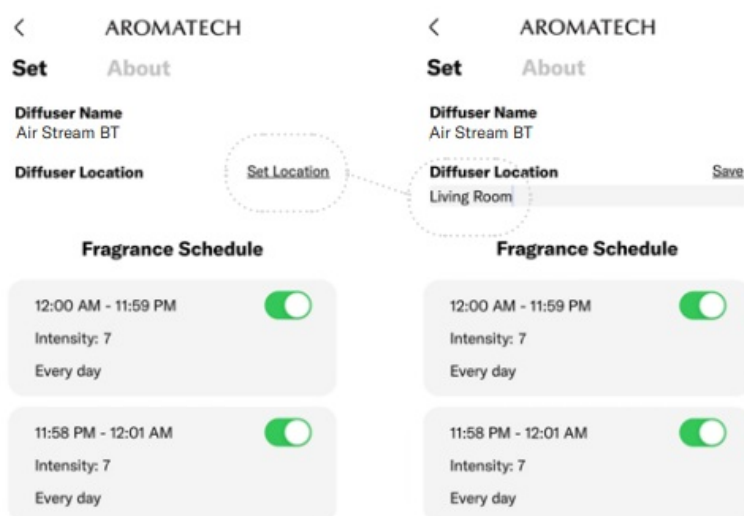 AROMATECH
Set About
Diffuser Name
Air Stream BT
Diffuser Location Set Location
Fragrance Schedule
12:00 AM - 11:59 PM
Intensity: 7
Every day
11:58 PM - 12:01 AM
Intensity: 7
Every day
AROMATECH
Set About
Diffuser Name
Air Stream BT
Diffuser Location Save
Living Room
Fragrance Schedule
12:00 AM - 11:59 PM
Intensity: 7
Every day
11:58 PM - 12:01 AM
Intensity: 7
Every day